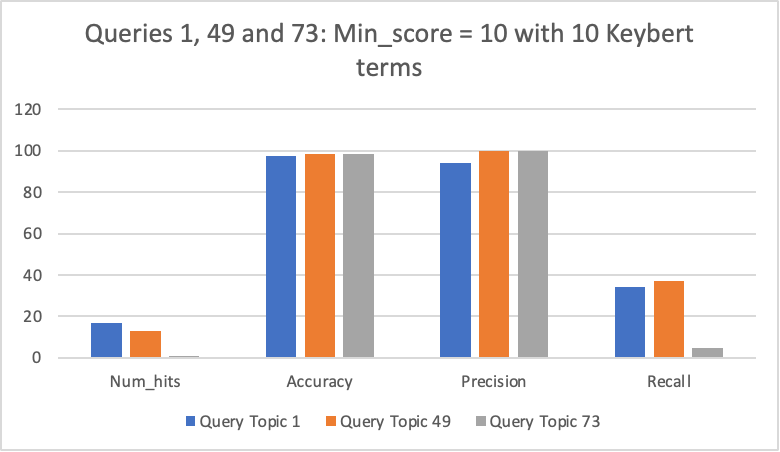 Queries 1, 49 and 73: Min_score = 10 with 10 Keybert
terms
120
100
80
60
40
20
0
Num_hits Accuracy Precision Recall
Query Topic 1 Query Topic 49 Query Topic 73